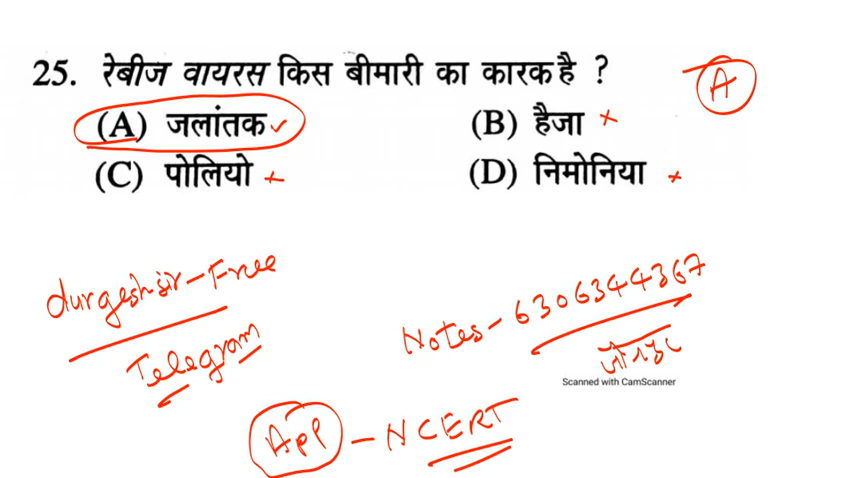 25. रेबीज वायरस किस बीमारी का कारक है ?
A
(A) जलांतक
(B) हैजा
(C) पोलियो
(D) निमोनिया
durgesh sir - Free
Telegram
Notes - 6306344367
Scanned with CamScanner
App - NCERT